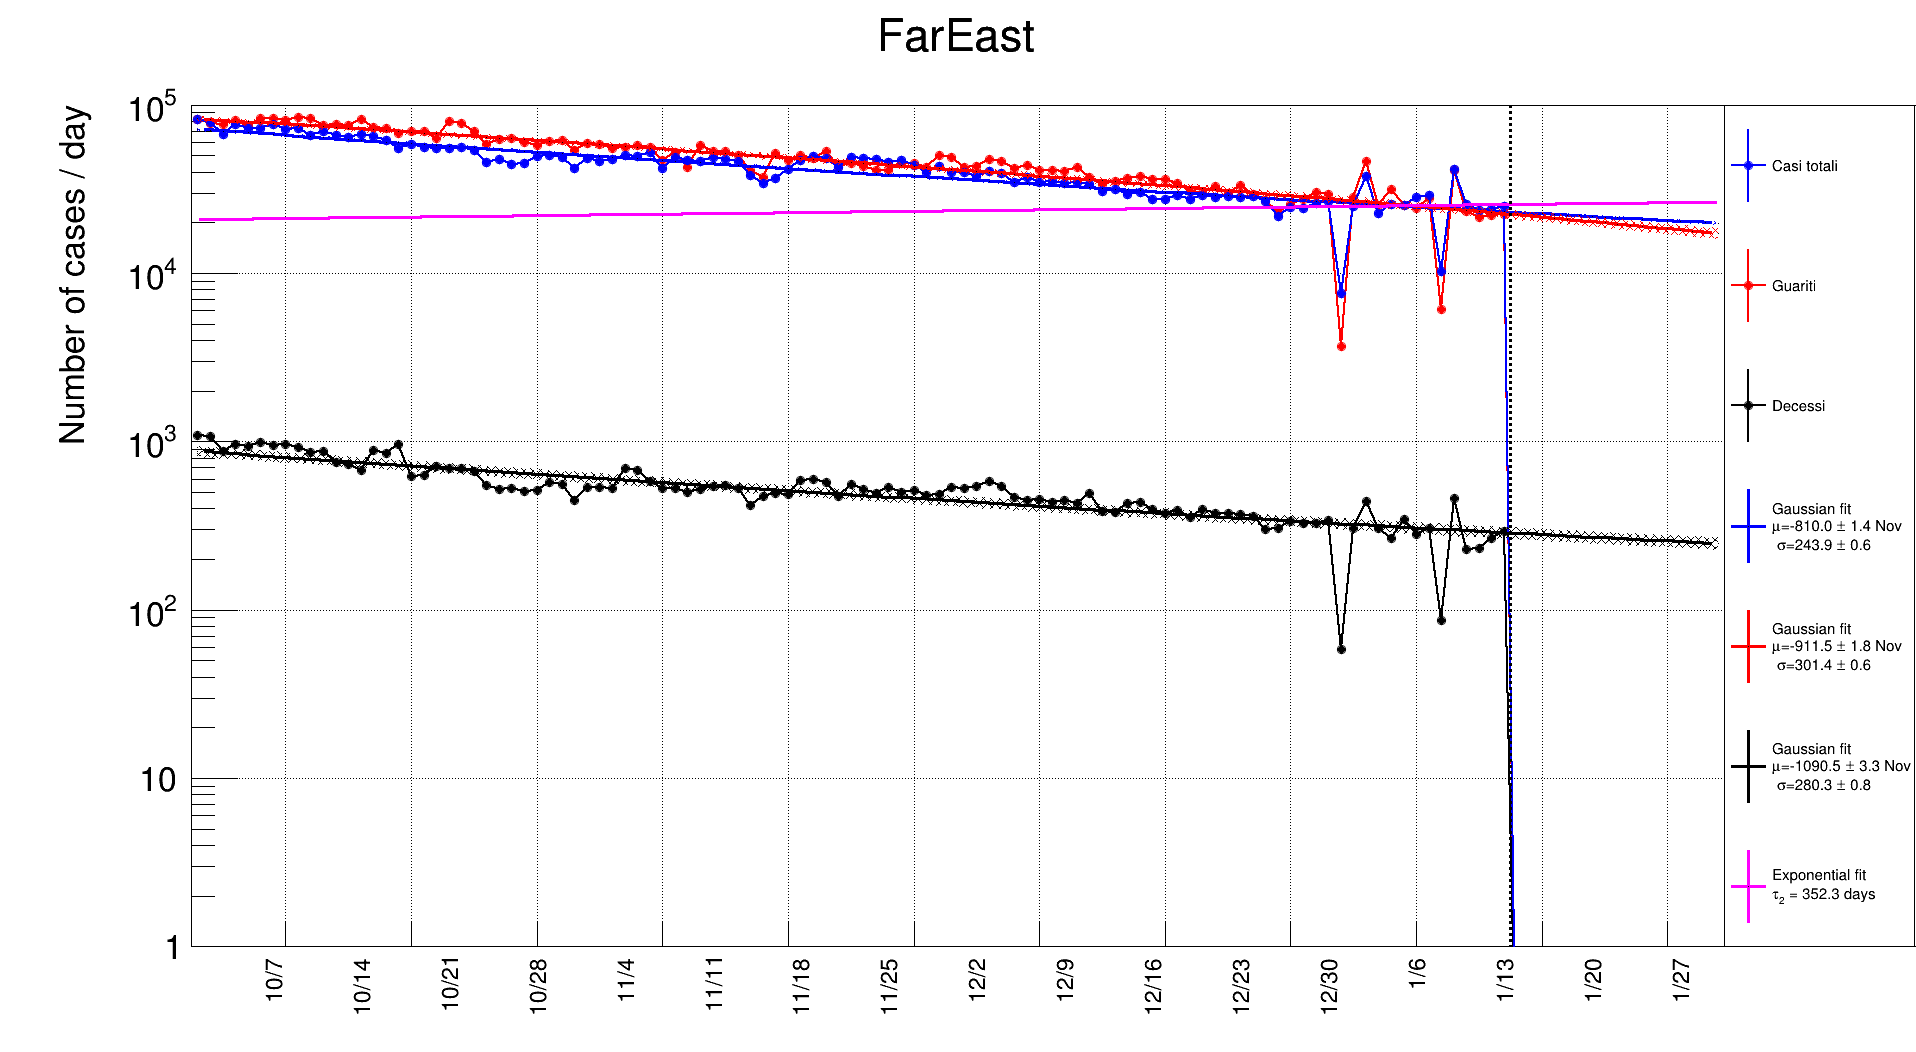 FarEast
Number of cases / day
10^5
10^4
10^3
10^2
10
1
10/7
10/14
10/21
10/28
11/4
11/11
11/18
11/25
12/2
12/9
12/16
12/23
12/30
1/6
1/13
1/20
1/27
Casi totali
Guariti
Decessi
Gaussian fit
μ=-810.0 ± 1.4 Nov
σ=243.9 ± 0.6
Gaussian fit
μ=-911.5 ± 1.8 Nov
σ=301.4 ± 0.6
Gaussian fit
μ=-1090.5 ± 3.3 Nov
σ=280.3 ± 0.8
Exponential fit
τ₂ = 352.3 days